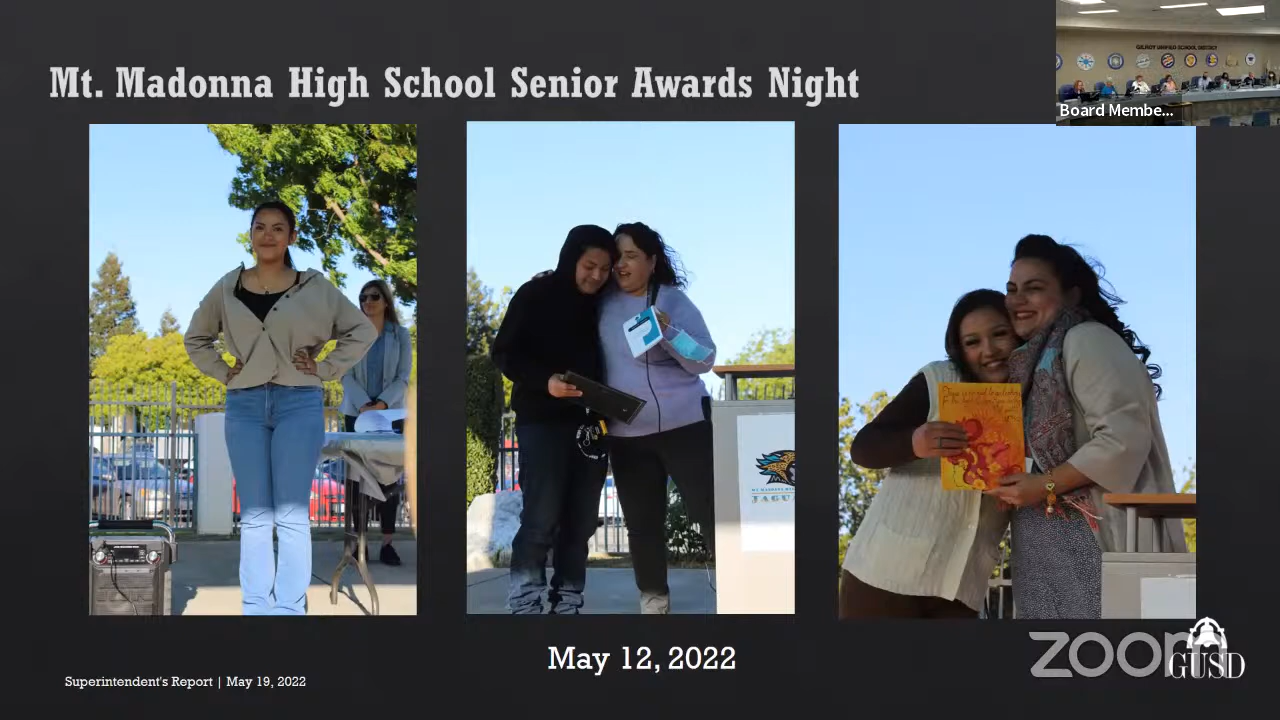 Mt. Madonna High School Senior Awards Night
GILROY UNIFIED SCHOOL DISTRICT
Board Membe...
JAGU
May 12, 2022
Superintendent's Report | May 19, 2022
zoom
GUSD